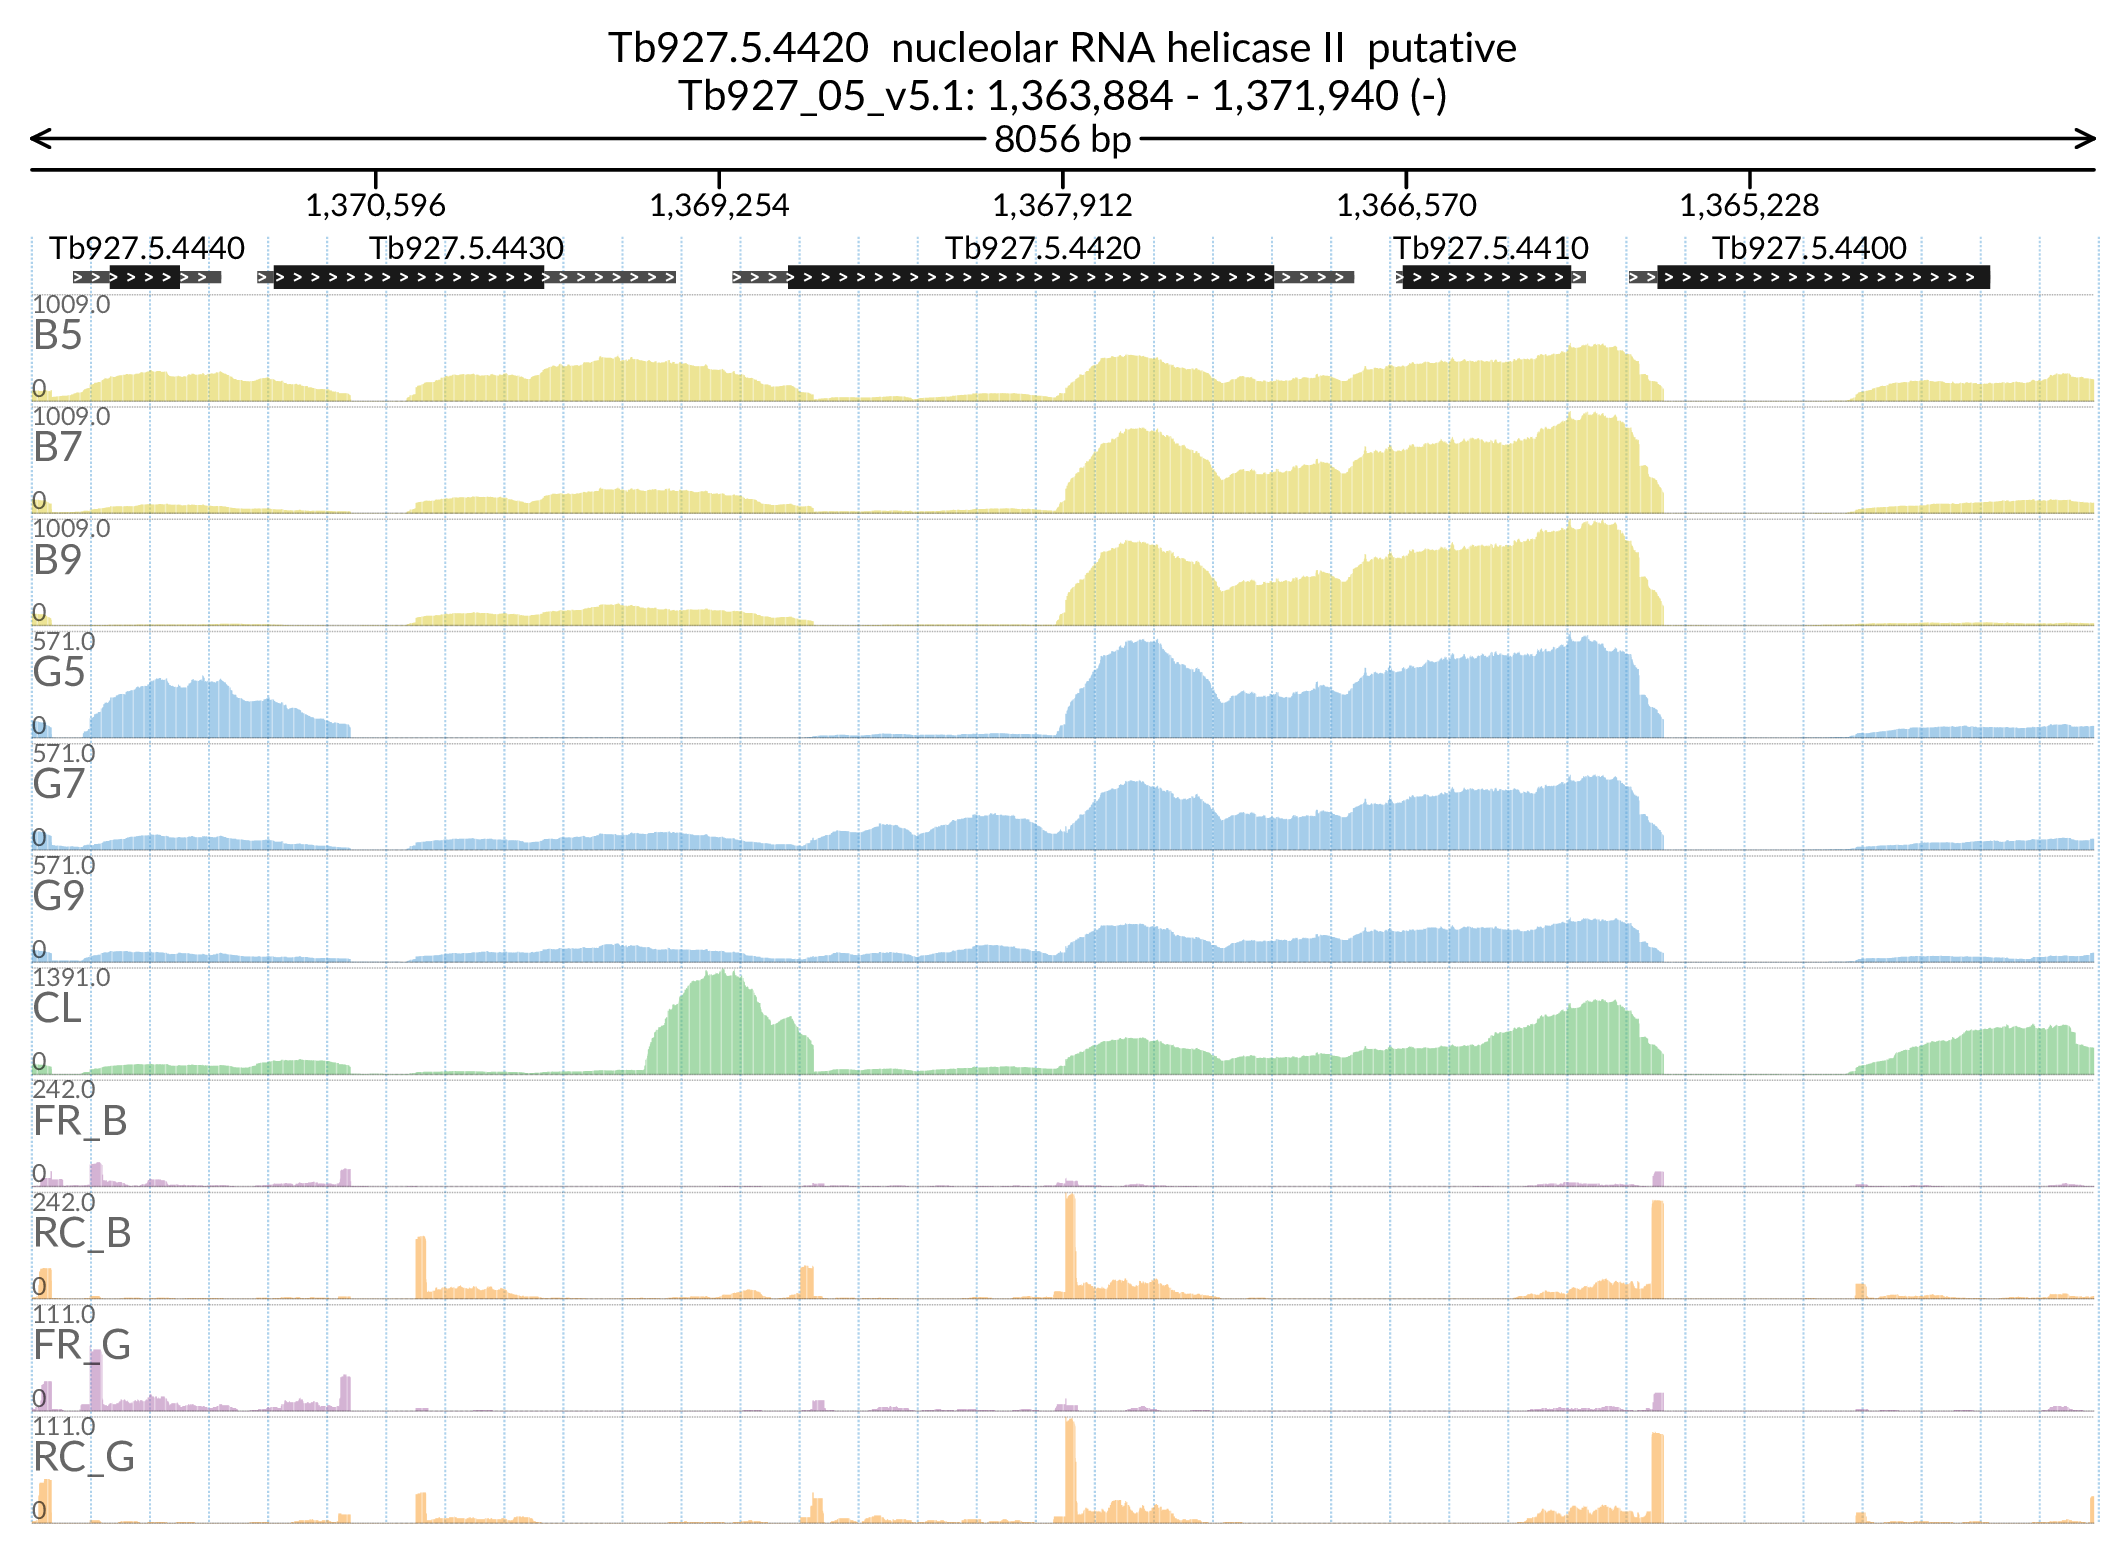 Tb927.5.4420  nucleolar RNA helicase II  putative
Tb927_05_v5.1: 1,363,884 - 1,371,940 (-)
8056 bp
1,370,596 1,369,254 1,367,912 1,366,570 1,365,228
Tb927.5.4440 Tb927.5.4430 Tb927.5.4420 Tb927.5.4410 Tb927.5.4400
1009.0
B5
0
1009.0
B7
0
1009.0
B9
0
571.0
G5
0
571.0
G7
0
571.0
G9
0
1391.0
CL
0
242.0
FR_B
0
242.0
RC_B
0
111.0
FR_G
0
111.0
RC_G
0